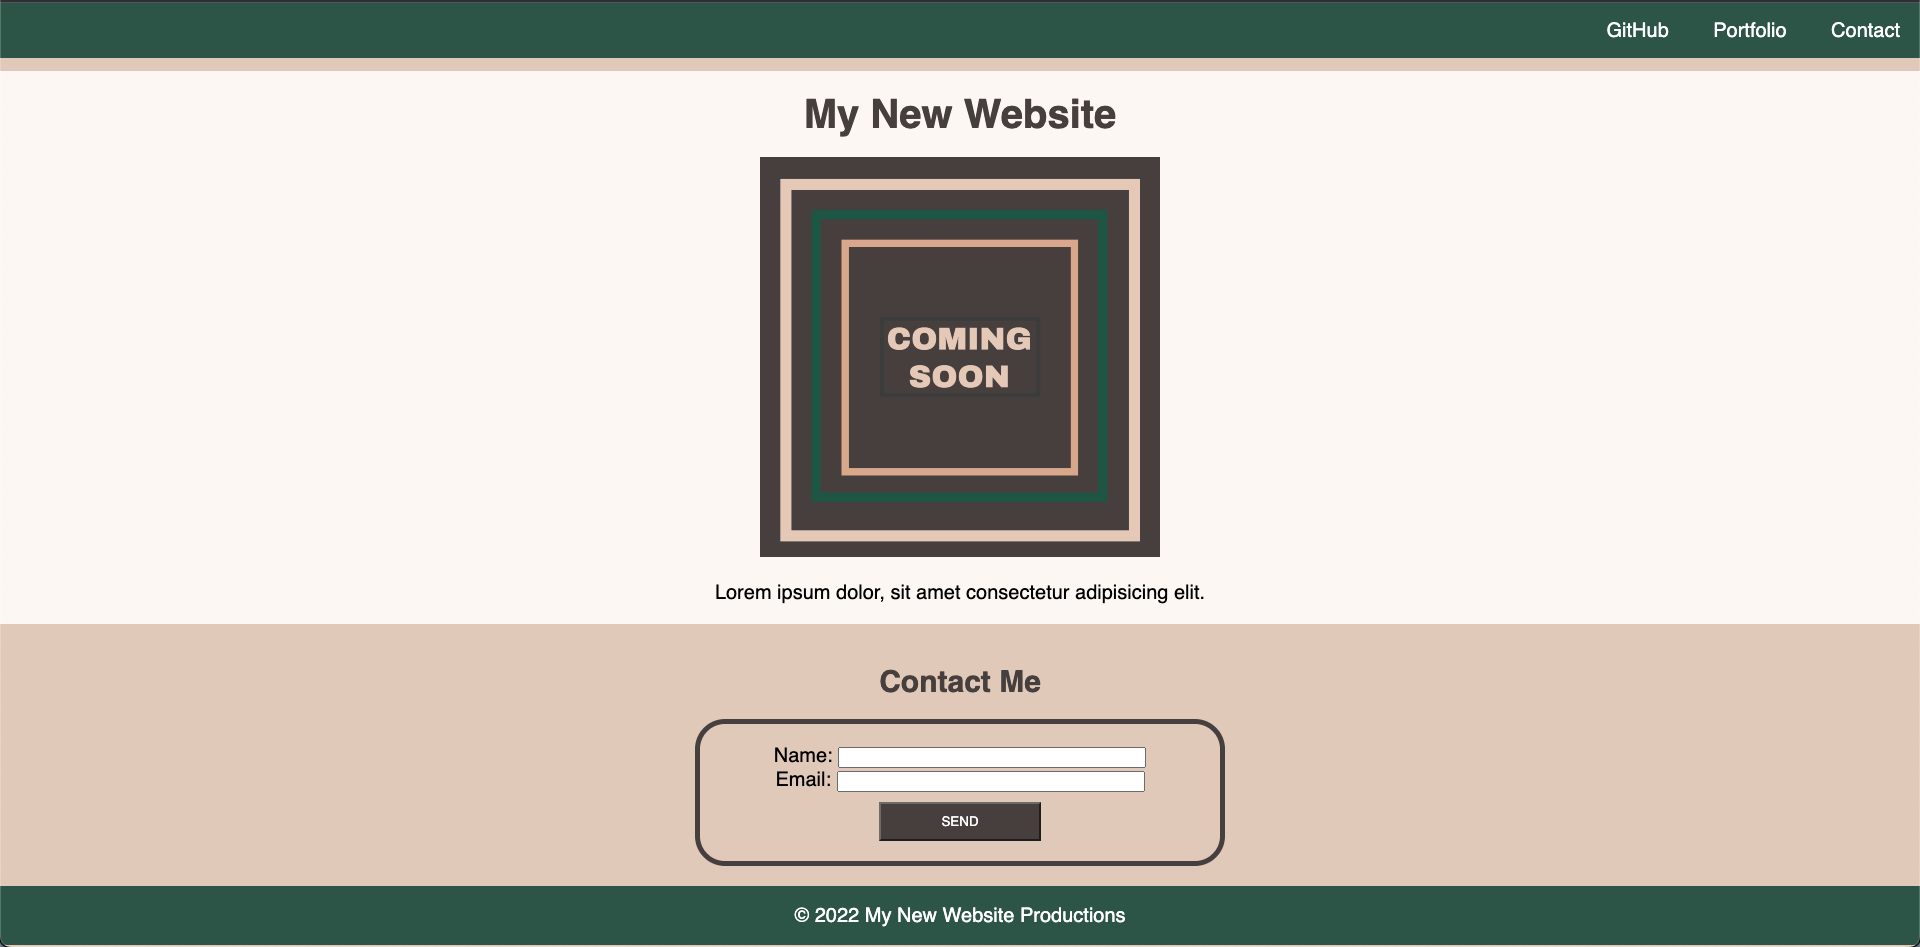 GitHub Portfolio Contact
My New Website
COMING
SOON
Lorem ipsum dolor, sit amet consectetur adipisicing elit.
Contact Me
Name:
Email:
SEND
© 2022 My New Website Productions